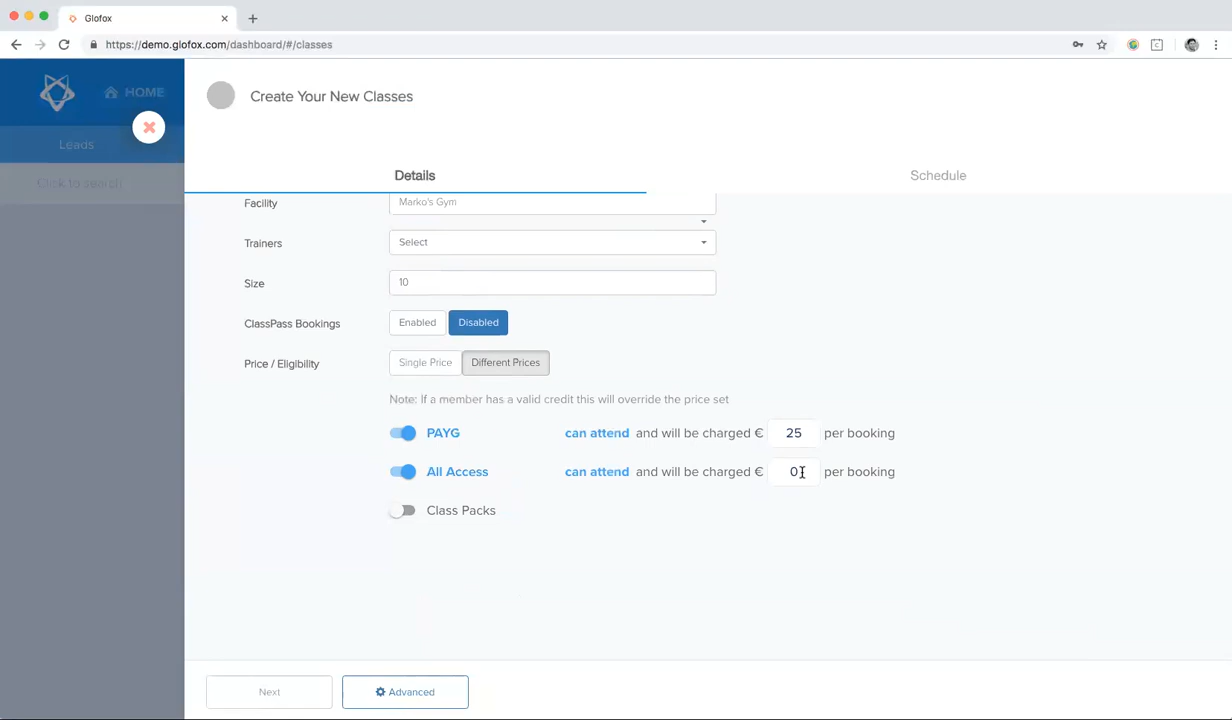 Glofox
https://demo.glofox.com/dashboard/#/classes
HOME
Create Your New Classes
Leads
Click to search
Details
Schedule
Facility
Marko's Gym
Trainers
Select
Size
10
ClassPass Bookings
Enabled
Disabled
Price / Eligibility
Single Price
Different Prices
Note: If a member has a valid credit this will override the price set
PAYG can attend and will be charged € 25 per booking
All Access can attend and will be charged € 0 per booking
Class Packs
Next
Advanced